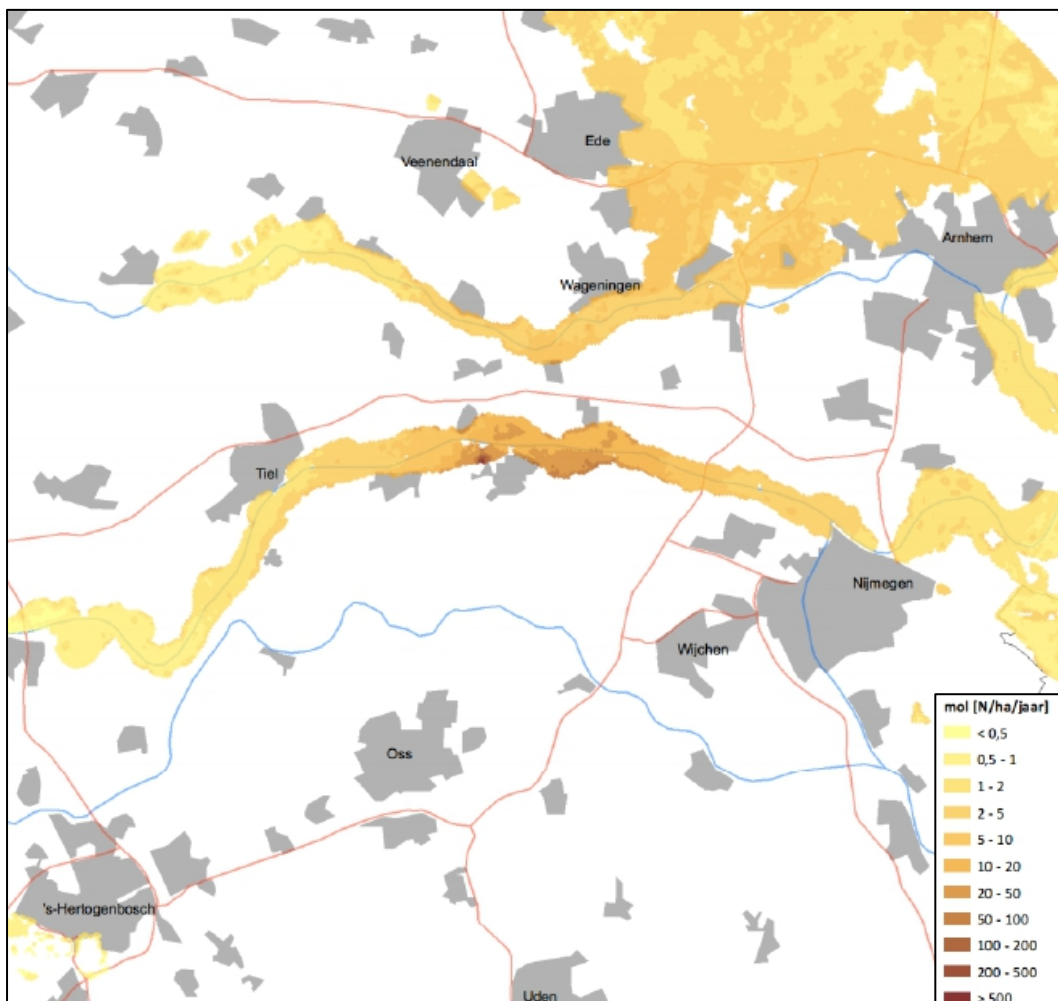 Ede
Veenendaal
Arnhem
Wageningen
Tiel
Nijmegen
Wijchen
Oss
's-Hertogenbosch
Uden
mol [N/ha/jaar]
< 0,5
0,5 - 1
1 - 2
2 - 5
5 - 10
10 - 20
20 - 50
50 - 100
100 - 200
200 - 500
> 500